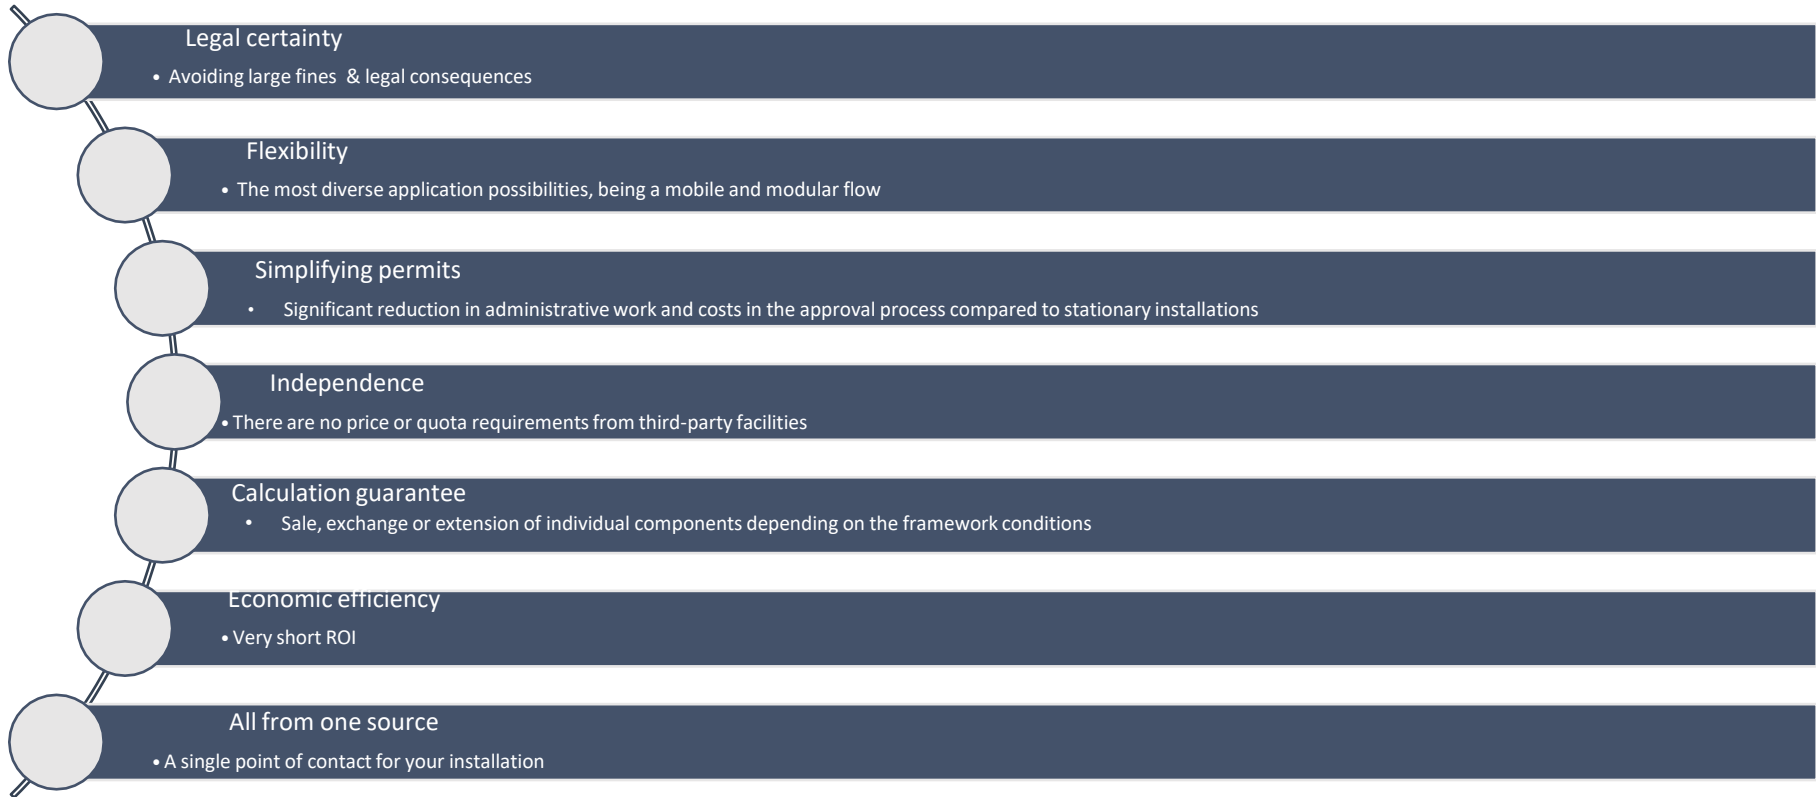 Legal certainty
• Avoiding large fines & legal consequences
Flexibility
• The most diverse application possibilities, being a mobile and modular flow
Simplifying permits
• Significant reduction in administrative work and costs in the approval process compared to stationary installations
Independence
• There are no price or quota requirements from third-party facilities
Calculation guarantee
• Sale, exchange or extension of individual components depending on the framework conditions
Economic efficiency
• Very short ROI
All from one source
• A single point of contact for your installation